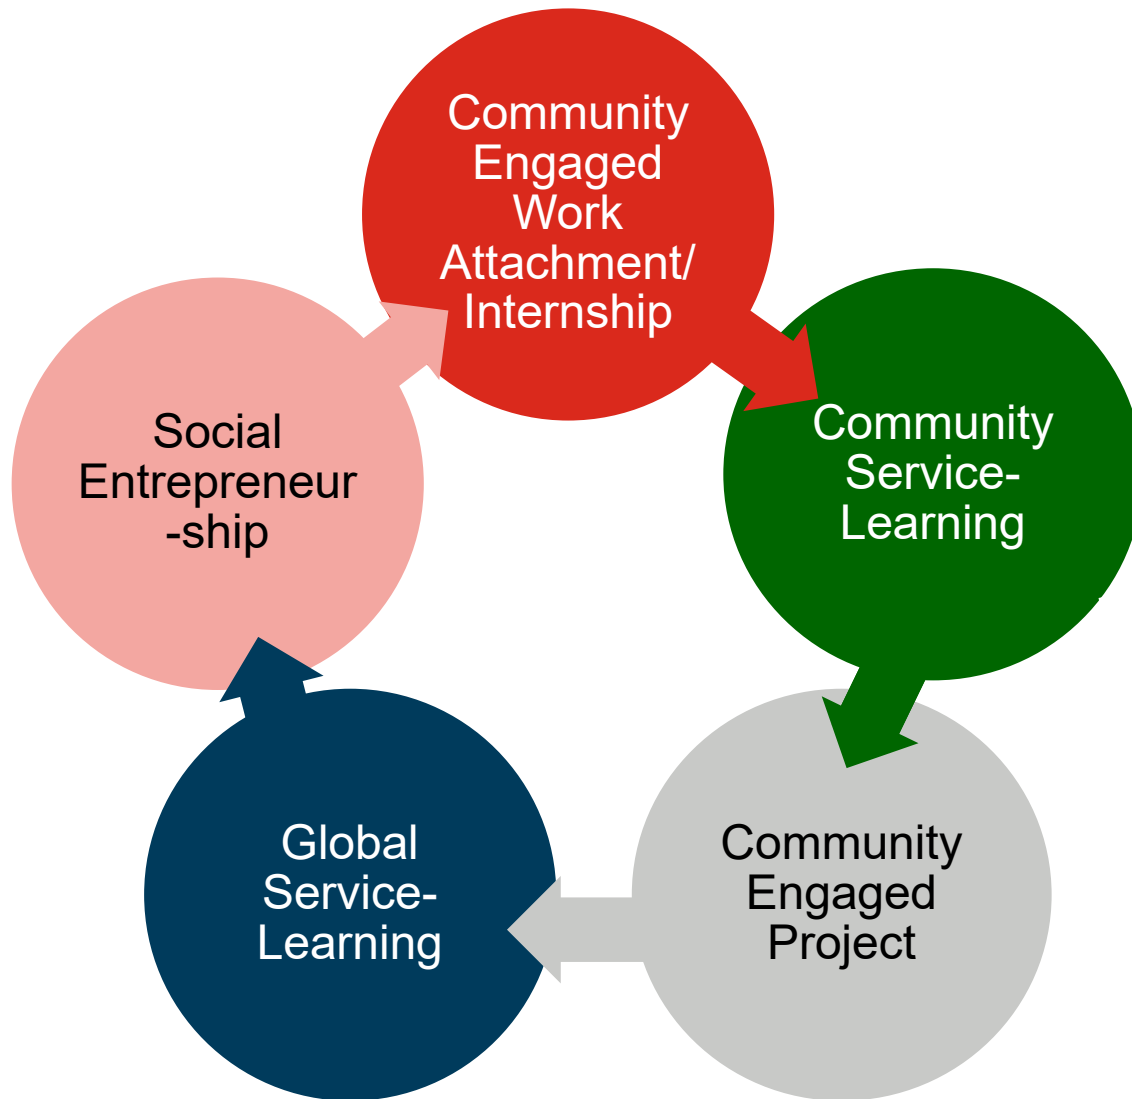 Community
Engaged
Work
Attachment/
Internship
Community
Service-
Learning
Community
Engaged
Project
Global
Service-
Learning
Social
Entrepreneur
-ship